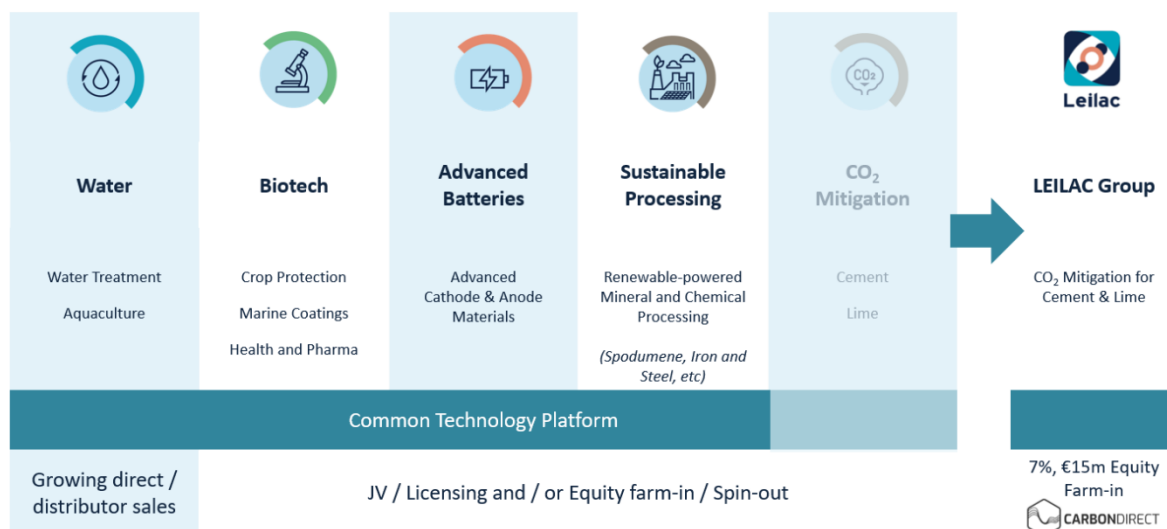 CO₂
Leilac
Water
Biotech
Advanced
Batteries
Sustainable
Processing
CO₂
Mitigation
LEILAC Group
Water Treatment
Aquaculture
Crop Protection
Marine Coatings
Health and Pharma
Advanced
Cathode & Anode
Materials
Renewable-powered
Mineral and Chemical
Processing
(Spodumene, Iron and
Steel, etc)
Cement
Lime
CO₂ Mitigation for
Cement & Lime
Common Technology Platform
Growing direct /
distributor sales
JV / Licensing and / or Equity farm-in / Spin-out
7%, €15m Equity
Farm-in
CARBONDIRECT